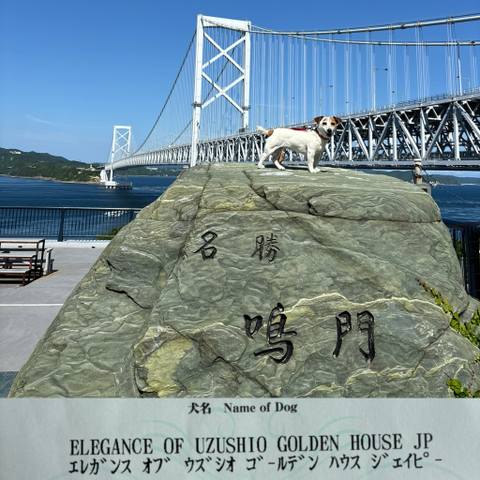 名勝
鳴門
犬名 Name of Dog
ELEGANCE OF UZUSHIO GOLDEN HOUSE JP
エレガンス オブ ウズシオ ゴールデン ハウス ジェイピー